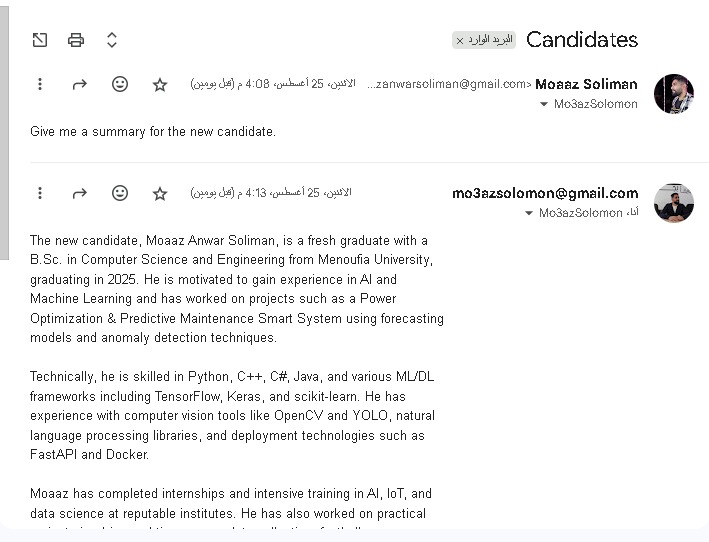 Candidates
البريد الوارد ×
Moaaz Soliman
...zanwarsoliman@gmail.com>
الاثنين، 25 أغسطس، 4:08 م (قبل يومين)
Mo3azSolomon
Give me a summary for the new candidate.
mo3azsolomon@gmail.com
الاثنين، 25 أغسطس، 4:13 م (قبل يومين)
أنا، Mo3azSolomon
The new candidate, Moaaz Anwar Soliman, is a fresh graduate with a
B.Sc. in Computer Science and Engineering from Menoufia University,
graduating in 2025. He is motivated to gain experience in AI and
Machine Learning and has worked on projects such as a Power
Optimization & Predictive Maintenance Smart System using forecasting
models and anomaly detection techniques.
Technically, he is skilled in Python, C++, C#, Java, and various ML/DL
frameworks including TensorFlow, Keras, and scikit-learn. He has
experience with computer vision tools like OpenCV and YOLO, natural
language processing libraries, and deployment technologies such as
FastAPI and Docker.
Moaaz has completed internships and intensive training in AI, IoT, and
data science at reputable institutes. He has also worked on practical